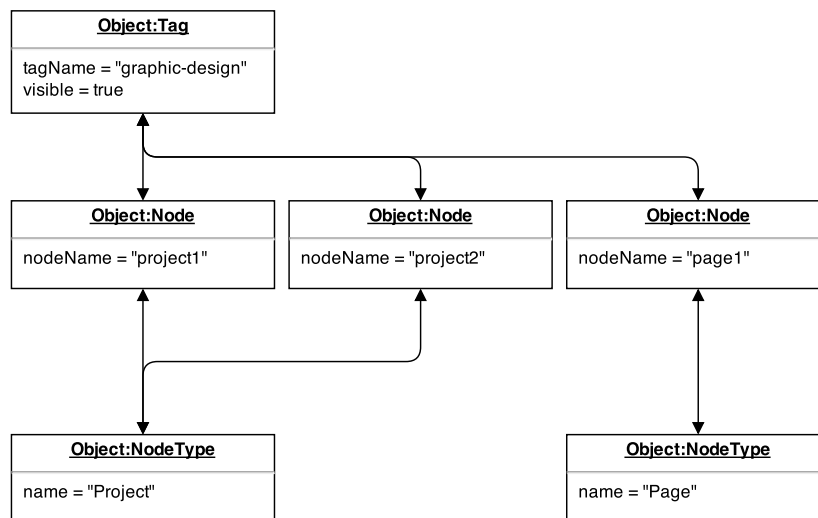 Object:Tag
tagName = "graphic-design"
visible = true
Object:Node
nodeName = "project1"
Object:Node
nodeName = "project2"
Object:Node
nodeName = "page1"
Object:NodeType
name = "Project"
Object:NodeType
name = "Page"